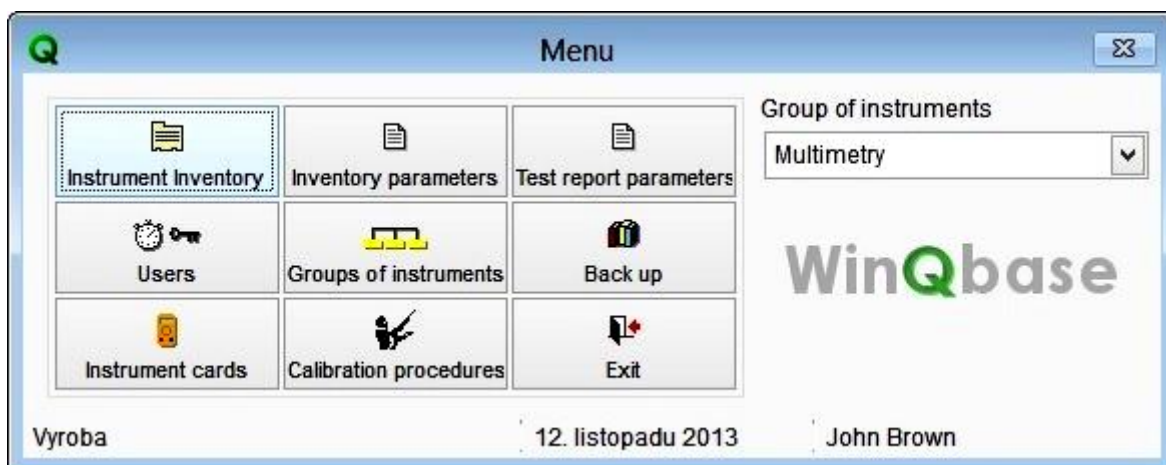 Menu
Group of instruments
Multimetry
Instrument Inventory
Inventory parameters
Test report parameters
Users
Groups of instruments
Back up
Instrument cards
Calibration procedures
Exit
WinQbase
Vyroba
12. listopadu 2013
John Brown